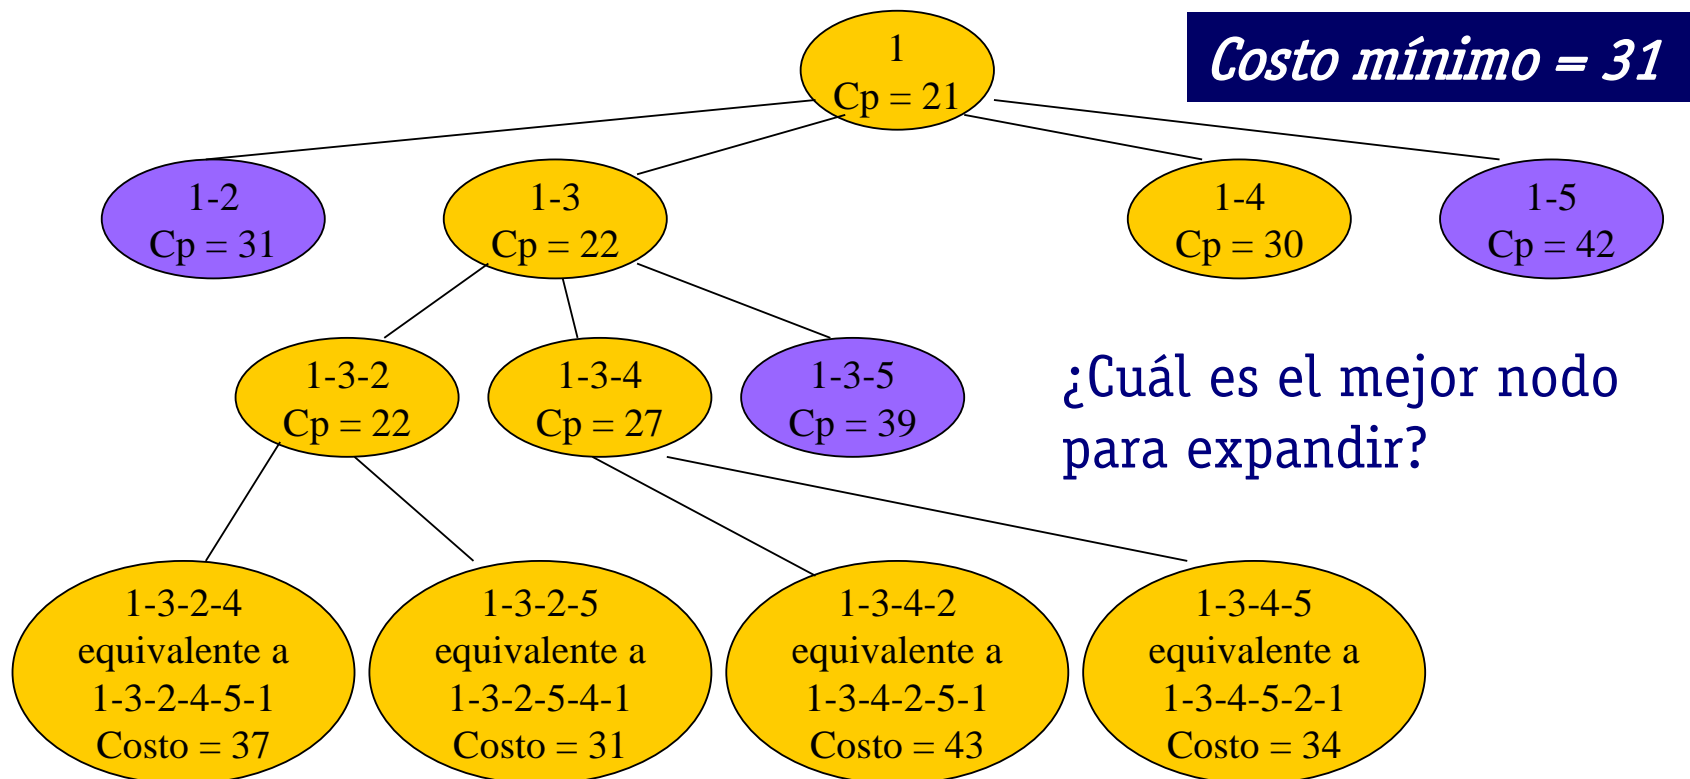 1
Cp = 21
Costo mínimo = 31
1-2
Cp = 31
1-3
Cp = 22
1-4
Cp = 30
1-5
Cp = 42
1-3-2
Cp = 22
1-3-4
Cp = 27
1-3-5
Cp = 39
¿Cuál es el mejor nodo
para expandir?
1-3-2-4
equivalente a
1-3-2-4-5-1
Costo = 37
1-3-2-5
equivalente a
1-3-2-5-4-1
Costo = 31
1-3-4-2
equivalente a
1-3-4-2-5-1
Costo = 43
1-3-4-5
equivalente a
1-3-4-5-2-1
Costo = 34